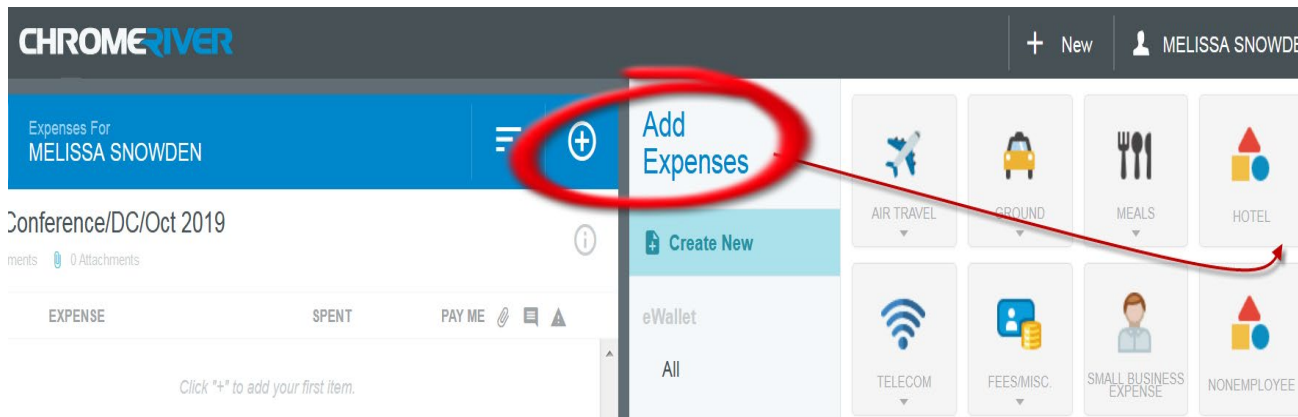 CHROMERIVER
+ New
MELISSA SNOWDE
Expenses For
MELISSA SNOWDEN
Add
Expenses
Conference/DC/Oct 2019
ments 0 Attachments
Create New
EXPENSE SPENT PAY ME
eWallet
All
Click "+" to add your first item.
AIR TRAVEL
GROUND
MEALS
HOTEL
TELECOM
FEES/MISC.
SMALL BUSINESS
EXPENSE
NONEMPLOYEE